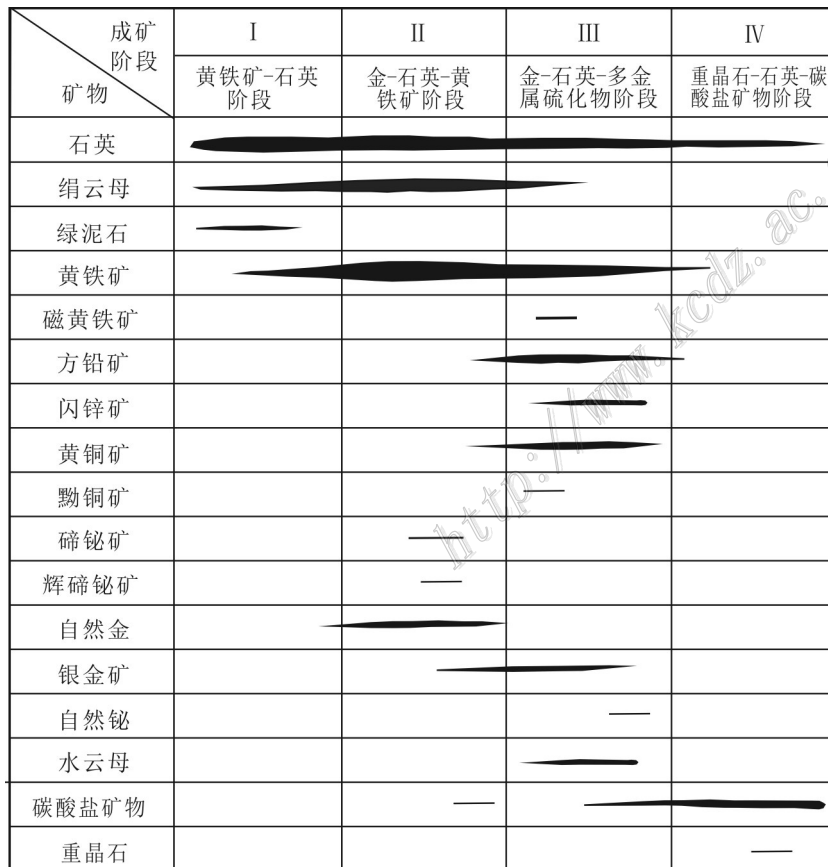 成矿
阶段
矿物
I
II
III
IV
黄铁矿-石英
阶段
金-石英-黄
铁矿阶段
金-石英-多金
属硫化物阶段
重晶石-石英-碳
酸盐矿物阶段
石英
绢云母
绿泥石
黄铁矿
磁黄铁矿
方铅矿
闪锌矿
黄铜矿
黝铜矿
碲铋矿
辉碲铋矿
自然金
银金矿
自然铋
水云母
碳酸盐矿物
重晶石
http://www.kcdz.ac.